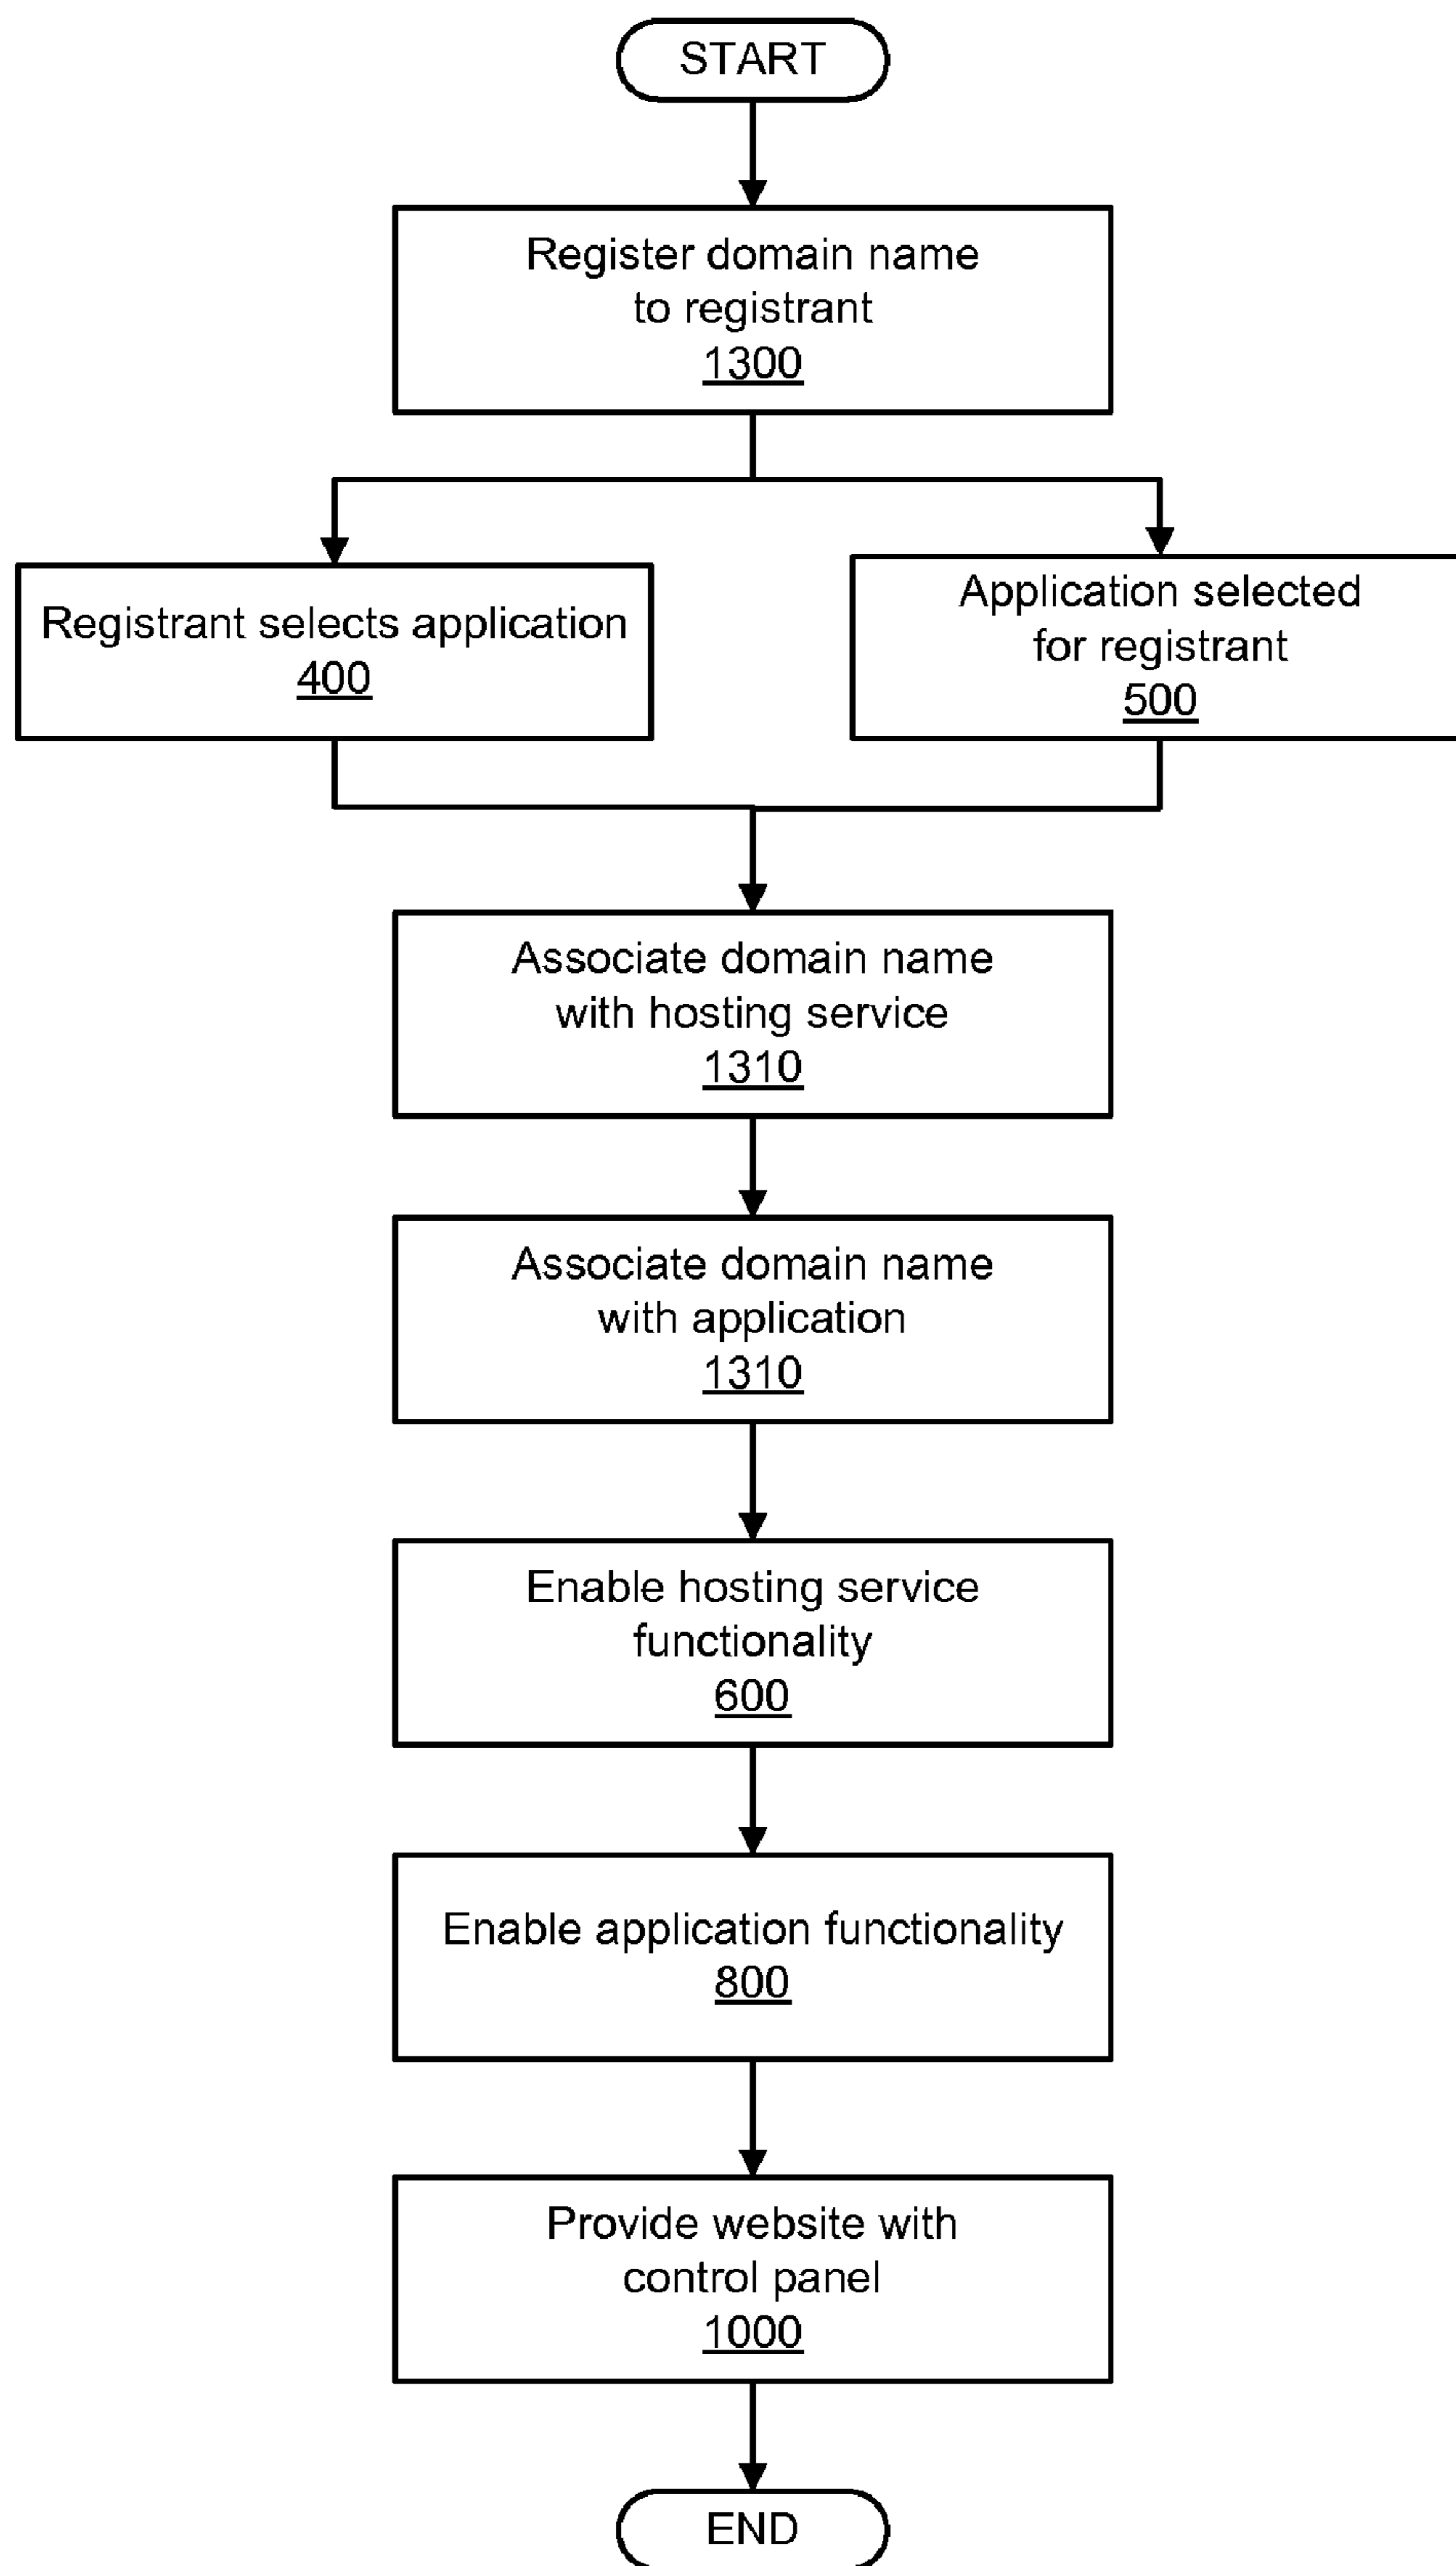 START
Register domain name
to registrant
1300
Registrant selects application
400
Application selected
for registrant
500
Associate domain name
with hosting service
1310
Associate domain name
with application
1310
Enable hosting service
functionality
600
Enable application functionality
800
Provide website with
control panel
1000
END